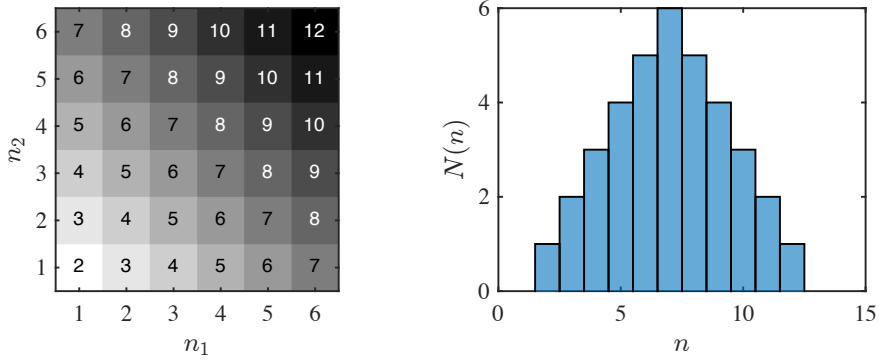 6 7 8 9 10 11 12
5 6 7 8 9 10 11
4 5 6 7 8 9 10
3 4 5 6 7 8 9
2 3 4 5 6 7 8
1 2 3 4 5 6 7
1 2 3 4 5 6
n₁
n₂
6
4
2
0
0 5 10 15
n
N(n)